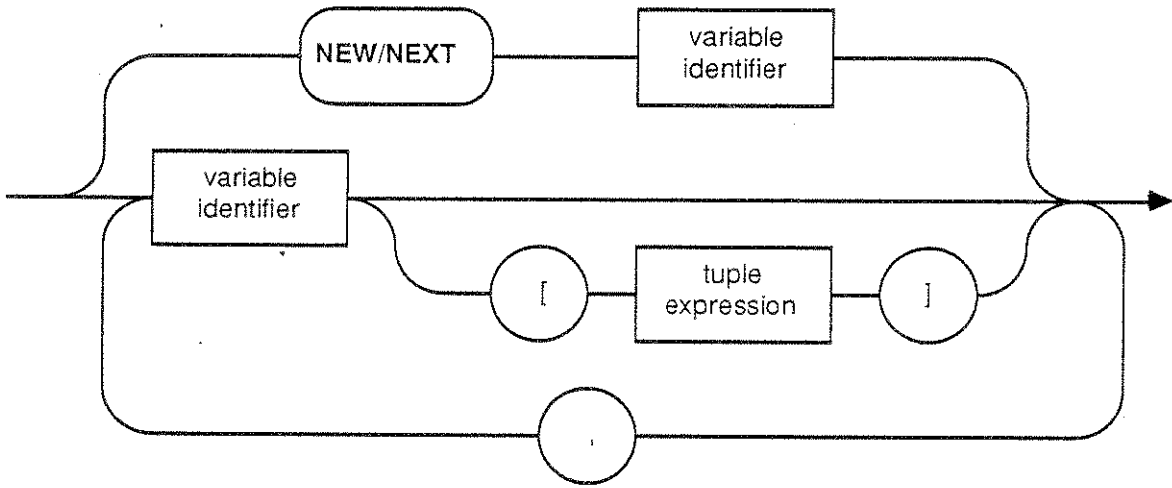 NEW/NEXT
variable
identifier
variable
identifier
[
tuple
expression
]
,